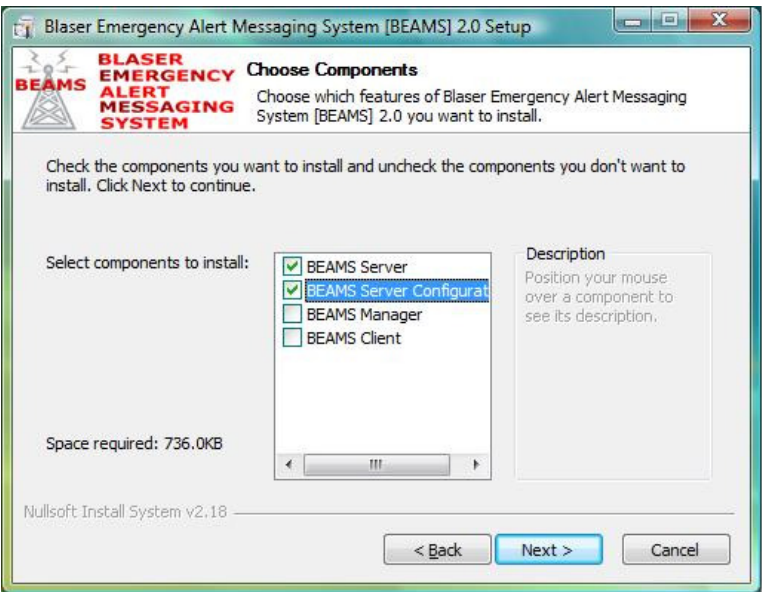 Blaser Emergency Alert Messaging System [BEAMS] 2.0 Setup
BEAMS
BLASER
EMERGENCY
ALERT
MESSAGING
SYSTEM
Choose Components
Choose which features of Blaser Emergency Alert Messaging
System [BEAMS] 2.0 you want to install.
Check the components you want to install and uncheck the components you don't want to
install. Click Next to continue.
Select components to install:
BEAMS Server
BEAMS Server Configurat
BEAMS Manager
BEAMS Client
Description
Position your mouse
over a component to
see its description.
Space required: 736.0KB
Nullsoft Install System v2.18
< Back
Next >
Cancel